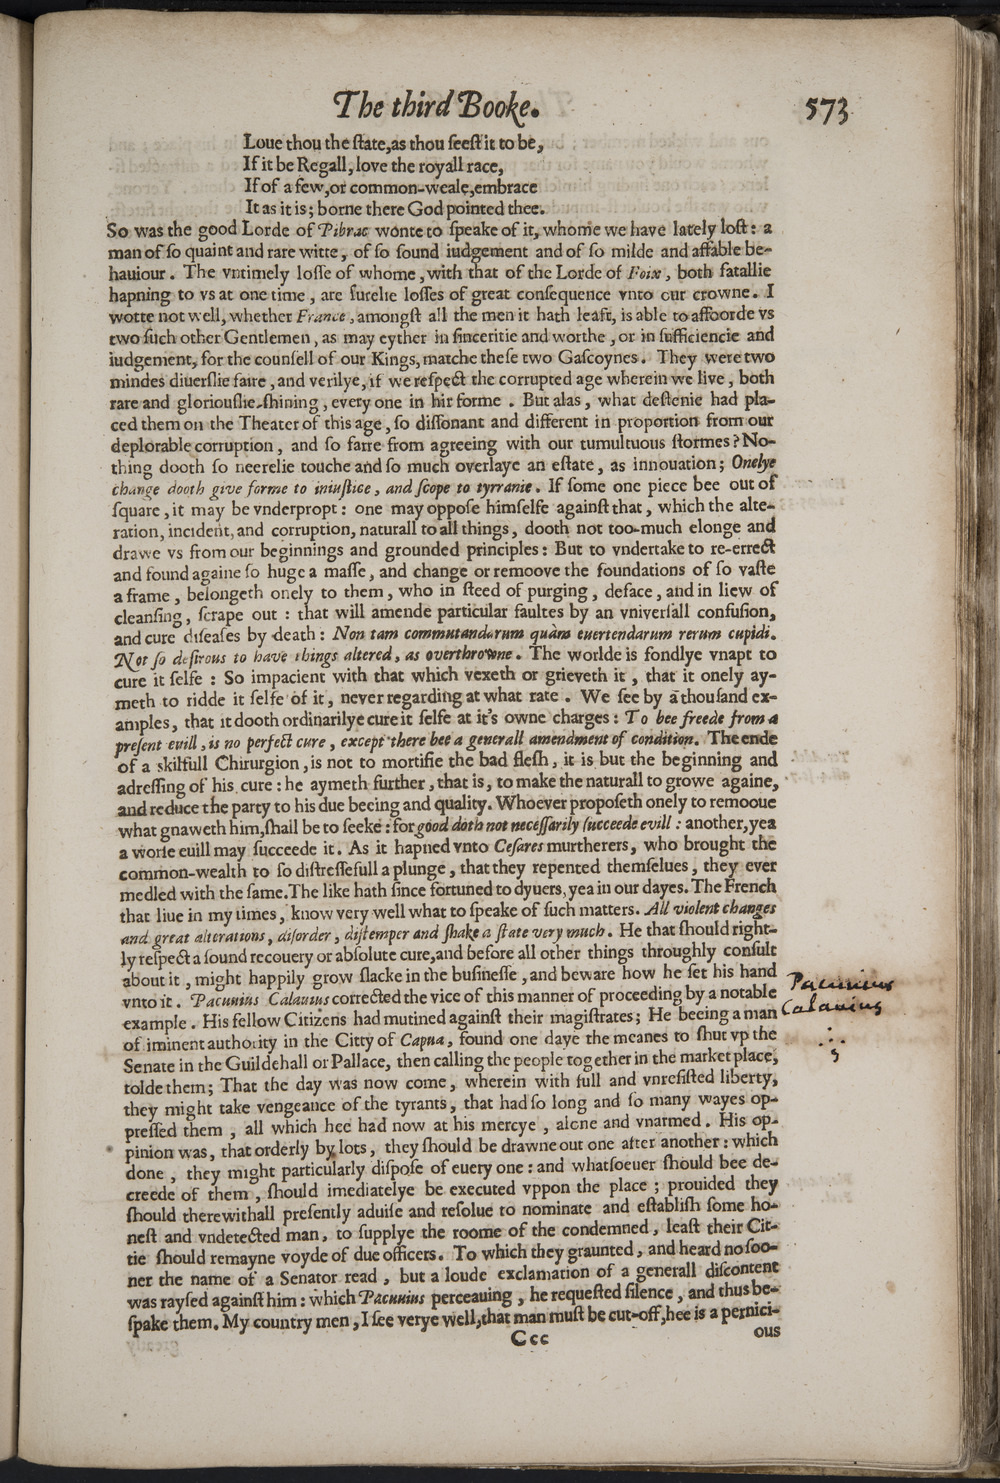 The third Booke.
573
Loue thou the ſtate, as thou ſeeſt it to be,
If it be Regall, love the royall race,
If of a few, or common-weale, embrace
It as it is; borne there God pointed thee.
So was the good Lorde of Pibrac wonte to ſpeake of it, whome we have lately loſt: a
man of ſo quaint and rare witte, of ſo ſound iudgement and of ſo milde and affable be-
hauiour. The vntimely loſſe of whome, with that of the Lorde of Foix, both fatallie
hapning to vs at one time, are ſurelie loſſes of great conſequence vnto our crowne. I
wotte not well, whether France, amongſt all the men it hath leaft, is able to affoorde vs
two ſuch other Gentlemen, as may eyther in ſinceritie and worthe, or in ſufficiencie and
iudgement, for the counſell of our Kings, matche theſe two Gaſcoynes. They were two
mindes diuerſlie faire, and verilye, if we reſpect the corrupted age wherein we live, both
rare and gloriouſlie-ſhining, every one in hir forme. But alas, what deſtenie had pla-
ced them on the Theater of this age, ſo diſſonant and different in proportion from our
deplorable corruption, and ſo farre from agreeing with our tumultuous ſtormes? No-
thing dooth ſo neerelie touche and ſo much overlaye an eſtate, as innouation; Onelye
change dooth give forme to iniuſtice, and ſcope to tyrranie. If ſome one piece bee out of
ſquare, it may be vnderpropt: one may oppoſe himſelfe againſt that, which the alte-
ration, incident, and corruption, naturall to all things, dooth not too-much elonge and
drawe vs from our beginnings and grounded principles: But to vndertake to re-errect
and found againe ſo huge a maſſe, and change or remoove the foundations of ſo vaſte
a frame, belongeth onely to them, who in ſteed of purging, deface, and in liew of
cleanſing, ſcrape out: that will amende particular faultes by an vniverſall confuſion,
and cure diſeaſes by death: Non tam commutandarum quàm euertendarum rerum cupidi.
Not ſo deſirous to have things altered, as overthrowne. The worlde is fondlye vnapt to
cure it ſelfe: So impacient with that which vexeth or grieveth it, that it onely ay-
meth to ridde it ſelfe of it, never regarding at what rate. We ſee by a thouſand ex-
amples, that it dooth ordinarilye cure it ſelfe at it's owne charges: To bee freede from a
preſent euill, is no perfect cure, except there bee a generall amendment of condition. The ende
of a skilfull Chirurgion, is not to mortifie the bad fleſh, it is but the beginning and
adreſſing of his cure: he aymeth further, that is, to make the naturall to growe againe,
and reduce the party to his due beeing and quality. Whoever propoſeth onely to remooue
what gnaweth him, ſhall be to ſeeke: for good doth not neceſſarily ſucceede evill: another, yea
a worſe euill may ſucceede it. As it hapned vnto Ceſares murtherers, who brought the
common-wealth to ſo diſtreſſefull a plunge, that they repented themſelues, they ever
medled with the ſame. The like hath ſince fortuned to dyuers, yea in our dayes. The French
that liue in my times, know very well what to ſpeake of ſuch matters. All violent changes
and great alterations, diſorder, diſtemper and ſhake a ſtate very much. He that ſhould right-
ly reſpect a ſound recouery or abſolute cure, and before all other things throughly conſult
about it, might happily grow ſlacke in the buſineſſe, and beware how he ſet his hand
vnto it. Pacunius Calauius corrected the vice of this manner of proceeding by a notable
example. His fellow Citizens had mutined againſt their magiſtrates; He beeing a man
of iminent authority in the Citty of Capua, found one daye the meanes to ſhut vp the
Senate in the Guildehall or Pallace, then calling the people together in the market place,
tolde them; That the day was now come, wherein with full and vnreſiſted liberty,
they might take vengeance of the tyrants, that had ſo long and ſo many wayes op-
preſſed them, all which hee had now at his mercye, alone and vnarmed. His op-
pinion was, that orderly by lots, they ſhould be drawne out one after another: which
done, they might particularly diſpoſe of euery one: and whatſoeuer ſhould bee de-
creede of them, ſhould imediatelye be executed vppon the place; prouided they
ſhould therewithall preſently aduiſe and reſolue to nominate and eſtabliſh ſome ho-
neſt and vndetected man, to ſupplye the roome of the condemned, leaſt their Cit-
tie ſhould remayne voyde of due officers. To which they graunted, and heard no ſoo-
ner the name of a Senator read, but a loude exclamation of a generall diſcontent
was rayſed againſt him: which Pacuuius perceauing, he requeſted ſilence, and thus be-
ſpake them. My country men, I ſee verye well, that man muſt be cut-off, hee is a pernici-
Ccc
ous
Pacuuius
Calauius